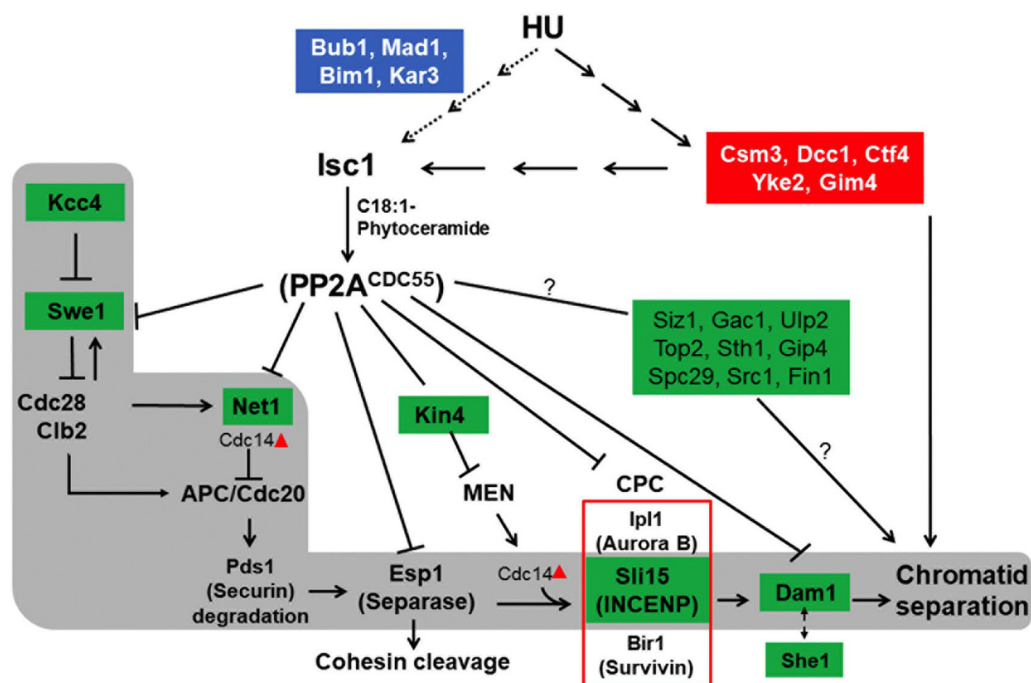 HU
Bub1, Mad1,
Bim1, Kar3
Csm3, Dcc1, Ctf4
Yke2, Gim4
Isc1
C18:1-
Phytoceramide
Kcc4
(PP2A^CDC55)
?
Swe1
Siz1, Gac1, Ulp2
Top2, Sth1, Gip4
Spc29, Src1, Fin1
Cdc28
Clb2
Net1
Cdc14
Kin4
?
APC/Cdc20
MEN
CPC
Ipl1
(Aurora B)
Pds1
(Securin)
degradation
Esp1
(Separase)
Cdc14
Sli15
(INCENP)
Dam1
Chromatid
separation
Cohesin cleavage
Bir1
(Survivin)
She1